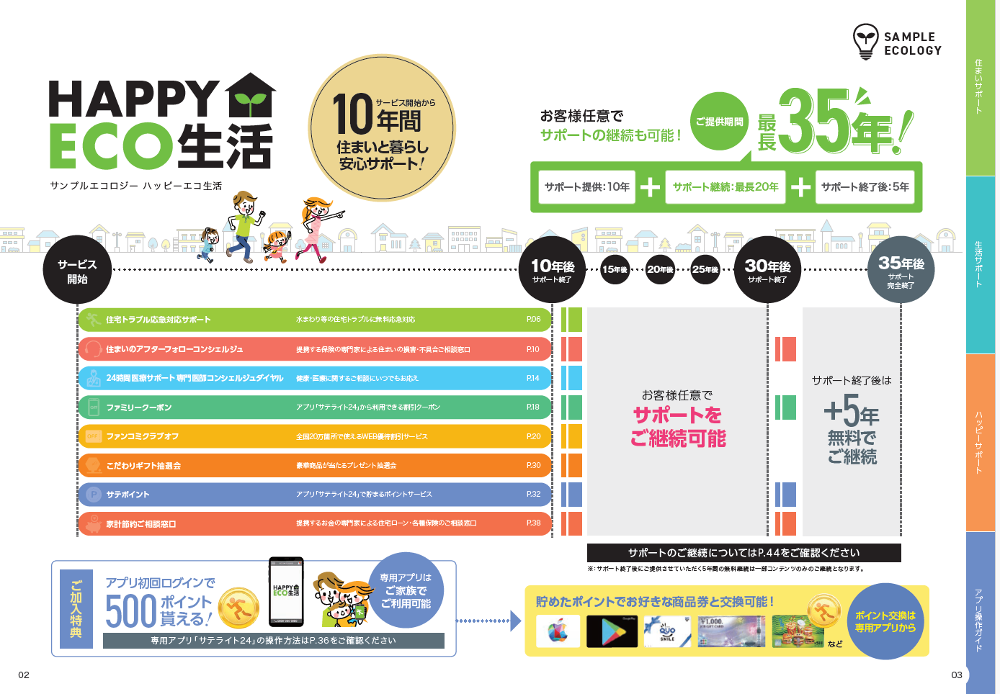 HAPPY
ECO生活
サンプルエコロジー ハッピーエコ生活
サービス開始から
10年間
住まいと暮らし
安心サポート!
SAMPLE
ECOLOGY
お客様任意で
サポートの継続も可能!
ご提供期間
最長35年!
サポート提供:10年
サポート継続:最長20年
サポート終了後:5年
サービス
開始
10年後
サポート終了
15年後
20年後
25年後
30年後
サポート終了
35年後
サポート
完全終了
住宅トラブル応急対応サポート 水まわり等の住宅トラブルに無料応急対応 P.06
住まいのアフターフォローコンシェルジュ 提携する保険の専門家による住まいの損害・不具合ご相談窓口 P.10
24時間医療サポート専門医師コンシェルジュダイヤル 健康・医療に関するご相談にいつでもお応え P.14
ファミリークーポン アプリ「サテライト24」から利用できる割引クーポン P.18
OFF ファンコミクラブオフ 全国20万箇所で使えるWEB優待割引サービス P.20
こだわりギフト抽選会 豪華商品が当たるプレゼント抽選会 P.30
P サテポイント アプリ「サテライト24」で貯まるポイントサービス P.32
家計節約ご相談窓口 提携するお金の専門家による住宅ローン・各種保険のご相談窓口 P.38
お客様任意で
サポートを
ご継続可能
サポート終了後は
+5年
無料で
ご継続
サポートのご継続についてはP.44をご確認ください
※:サポート終了後にご提供させていただく5年間の無料継続は一部コンテンツのみのご継続となります。
ご加入特典
アプリ初回ログインで
500ポイント
貰える!
HAPPY
ECO生活
専用アプリは
ご家族で
ご利用可能
専用アプリ「サテライト24」の操作方法はP.36をご確認ください
貯めたポイントでお好きな商品券と交換可能!
Google Play
QUO
SMILE
¥1,000.
など
ポイント交換は
専用アプリから
住まいサポート
生活サポート
ハッピーサポート
アプリ操作ガイド
02
03